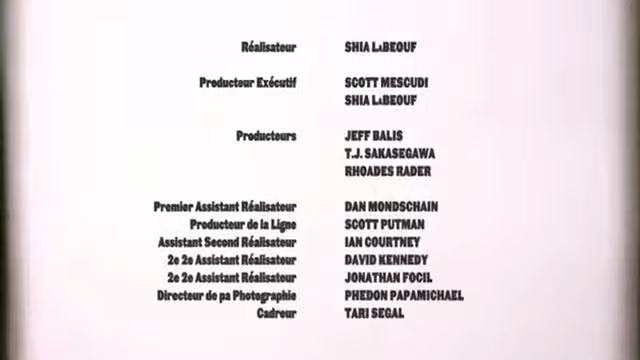 Réalisateur SHIA LaBEOUF
Producteur Exécutif SCOTT MESCUDI
SHIA LaBEOUF
Producteurs JEFF BALIS
T.J. SAKASEGAWA
RHOADES RADER
Premier Assistant Réalisateur DAN MONDSCHAIN
Producteur de la Ligne SCOTT PUTMAN
Assistant Second Réalisateur IAN COURTNEY
2e 2e Assistant Réalisateur DAVID KENNEDY
2e 2e Assistant Réalisateur JONATHAN FOCIL
Directeur de pa Photographie PHEDON PAPAMICHAEL
Cadreur TARI SEGAL